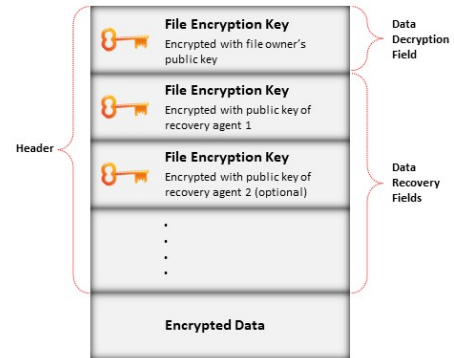 File Encryption Key
Encrypted with file owner's
public key
Data
Decryption
Field
File Encryption Key
Encrypted with public key of
recovery agent 1
Header
File Encryption Key
Encrypted with public key of
recovery agent 2 (optional)
Data
Recovery
Fields
Encrypted Data